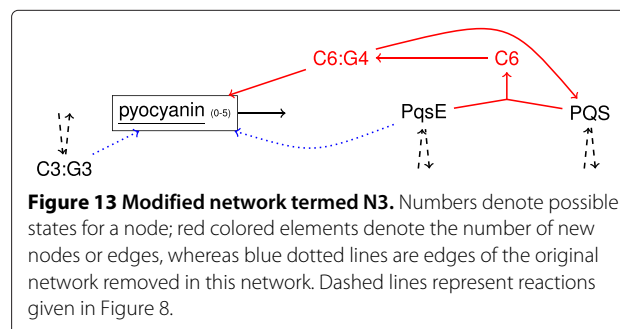 C6:G4 C6
pyocyanin (0-5) PqsE PQS
C3:G3
Figure 13 Modified network termed N3. Numbers denote possible
states for a node; red colored elements denote the number of new
nodes or edges, whereas blue dotted lines are edges of the original
network removed in this network. Dashed lines represent reactions
given in Figure 8.